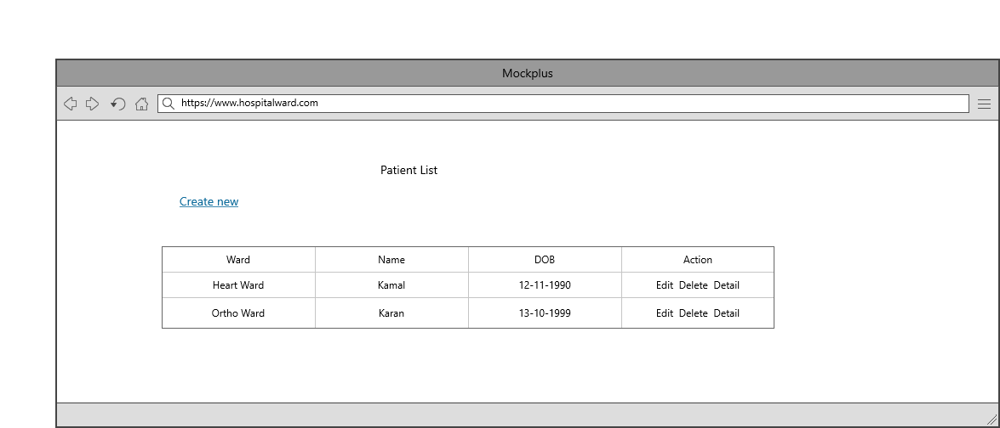 Mockplus
https://www.hospitalward.com
Patient List
Create new
Ward Name DOB Action
Heart Ward Kamal 12-11-1990 Edit Delete Detail
Ortho Ward Karan 13-10-1999 Edit Delete Detail